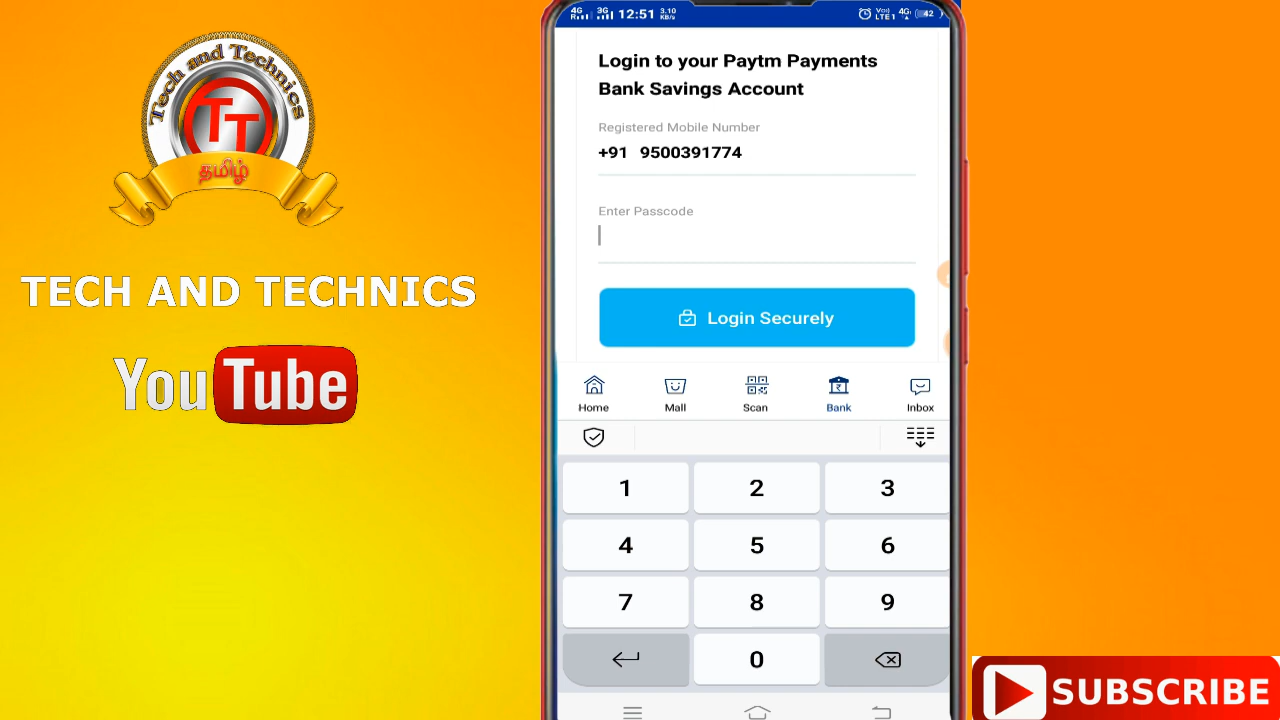 Tech and Technics
TT
தமிழ்
TECH AND TECHNICS
YouTube
4G 3G 12:51 3.10 KB/s
VoLTE1 4G 42
Login to your Paytm Payments
Bank Savings Account
Registered Mobile Number
+91 9500391774
Enter Passcode
Login Securely
Home Mall Scan Bank Inbox
1 2 3
4 5 6
7 8 9
0
SUBSCRIBE